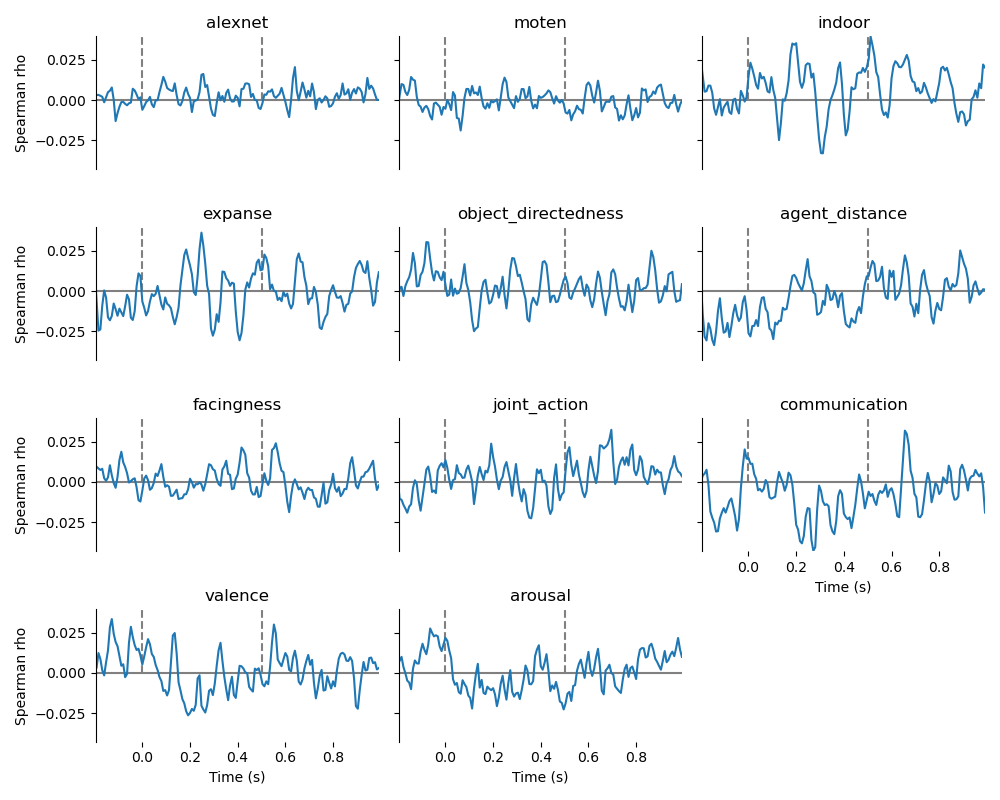 alexnet
moten
indoor
Spearman rho
0.025
0.000
−0.025
expanse
object_directedness
agent_distance
Spearman rho
0.025
0.000
−0.025
facingness
joint_action
communication
Spearman rho
0.025
0.000
−0.025
0.0 0.2 0.4 0.6 0.8
Time (s)
valence
arousal
Spearman rho
0.025
0.000
−0.025
0.0 0.2 0.4 0.6 0.8
Time (s)
0.0 0.2 0.4 0.6 0.8
Time (s)